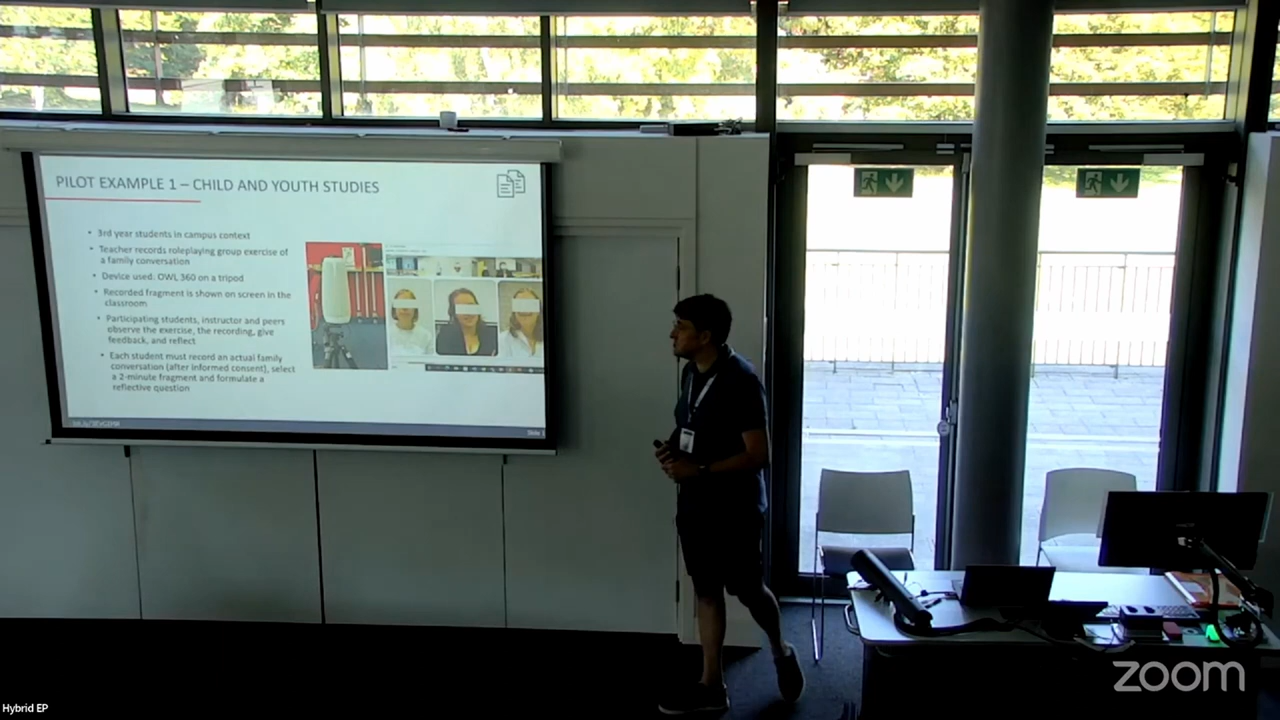 PILOT EXAMPLE 1 – CHILD AND YOUTH STUDIES
• 3rd year students in campus context
• Teacher records roleplaying group exercise of
a family conversation
• Device used: OWL 360 on a tripod
• Recorded fragment is shown on screen in the
classroom
• Participating students, instructor and peers
observe the exercise, the recording, give
feedback, and reflect
• Each student must record an actual family
conversation (after informed consent), select
a 2-minute fragment and formulate a
reflective question
Slide
zoom
Hybrid EP